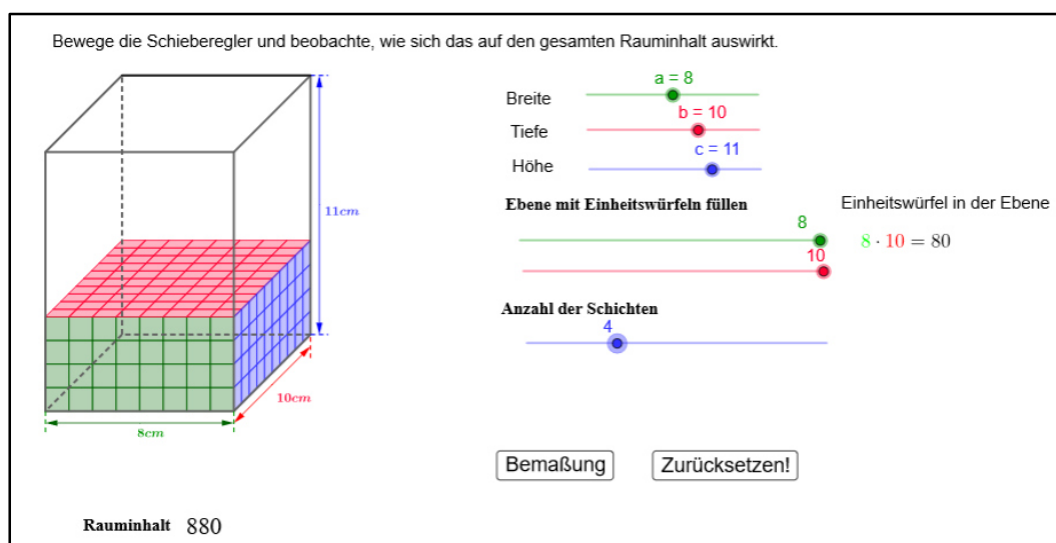 Bewege die Schieberegler und beobachte, wie sich das auf den gesamten Rauminhalt auswirkt.
a = 8
Breite
b = 10
Tiefe
c = 11
Höhe
11cm
Ebene mit Einheitswürfeln füllen
Einheitswürfel in der Ebene
8
8 · 10 = 80
10
Anzahl der Schichten
4
10cm
8cm
Bemaßung
Zurücksetzen!
Rauminhalt 880